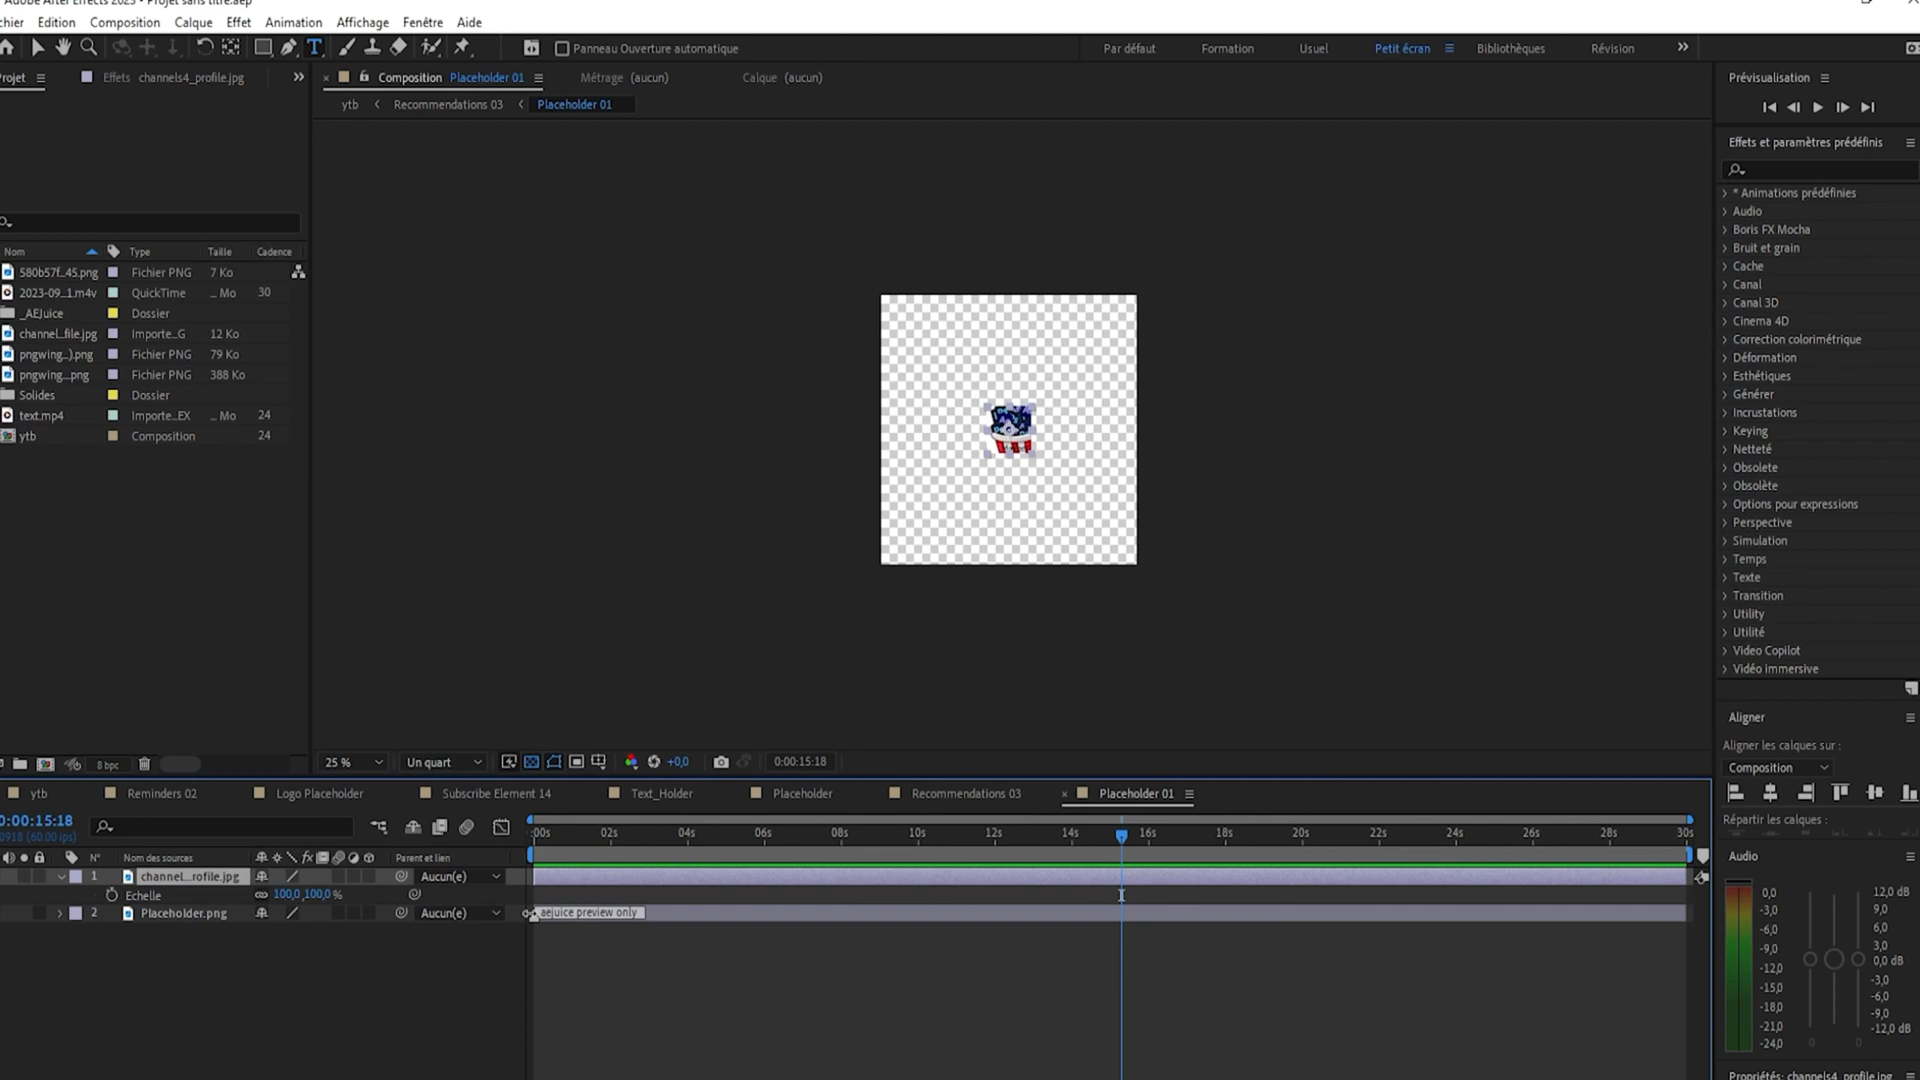 Adobe After Effects 2023 - Projet sans titre.aep
chier Edition Composition Calque Effet Animation Affichage Fenêtre Aide
Panneau Ouverture automatique
Par défaut Formation Usuel Petit écran Bibliothèques Révision
Projet Effets channels4_profile.jpg
Composition Placeholder 01 Métrage (aucun) Calque (aucun)
ytb Recommendations 03 Placeholder 01
Nom Type Taille Cadence
580b57f_45.png Fichier PNG 7 Ko
2023-09_1.m4v QuickTime _ Mo 30
_AEJuice Dossier
channel_file.jpg Importe_G 12 Ko
pngwing_).png Fichier PNG 79 Ko
pngwing_.png Fichier PNG 388 Ko
Solides Dossier
text.mp4 Importe_EX _ Mo 24
ytb Composition 24
8 bpc
25 % Un quart +0,0 0:00:15:18
Prévisualisation
Effets et paramètres prédéfinis
* Animations prédéfinies
Audio
Boris FX Mocha
Bruit et grain
Cache
Canal
Canal 3D
Cinema 4D
Correction colorimétrique
Déformation
Esthétiques
Générer
Incrustations
Keying
Netteté
Obsolete
Obsolète
Options pour expressions
Perspective
Simulation
Temps
Texte
Transition
Utility
Utilité
Video Copilot
Vidéo immersive
Aligner
Aligner les calques sur :
Composition
Répartir les calques :
Audio
0,0
-3,0
-6,0
-9,0
-12,0
-15,0
-18,0
-21,0
-24,0
12,0 dB
9,0
6,0
3,0
0,0 dB
-3,0
-6,0
-9,0
-12,0 dB
0 0
Propriétés: channels4_profile.jpg
ytb Reminders 02 Logo Placeholder Subscribe Element 14 Text_Holder Placeholder Recommendations 03 Placeholder 01
0:00:15:18
0918 (60.00 ips)
:00s 02s 04s 06s 08s 10s 12s 14s 16s 18s 20s 22s 24s 26s 28s 30s
N° Nom des sources fx Parent et lien
1 channel...rofile.jpg Aucun(e)
Echelle 100,0,100,0 %
2 Placeholder.png Aucun(e) aejuice preview only